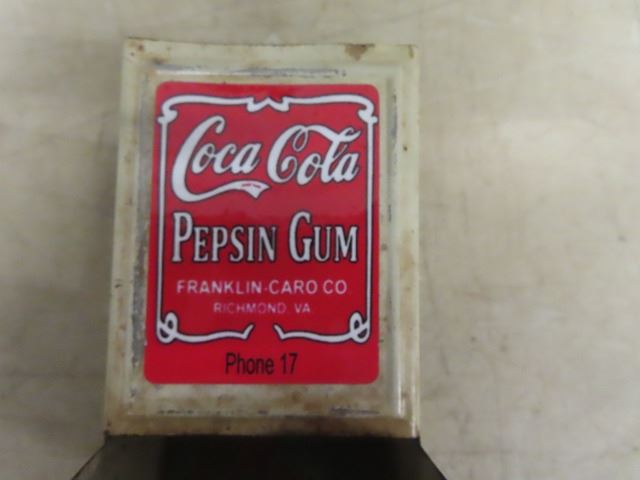 Coca Cola
PEPSIN GUM
FRANKLIN-CARO CO
RICHMOND, VA.
Phone 17